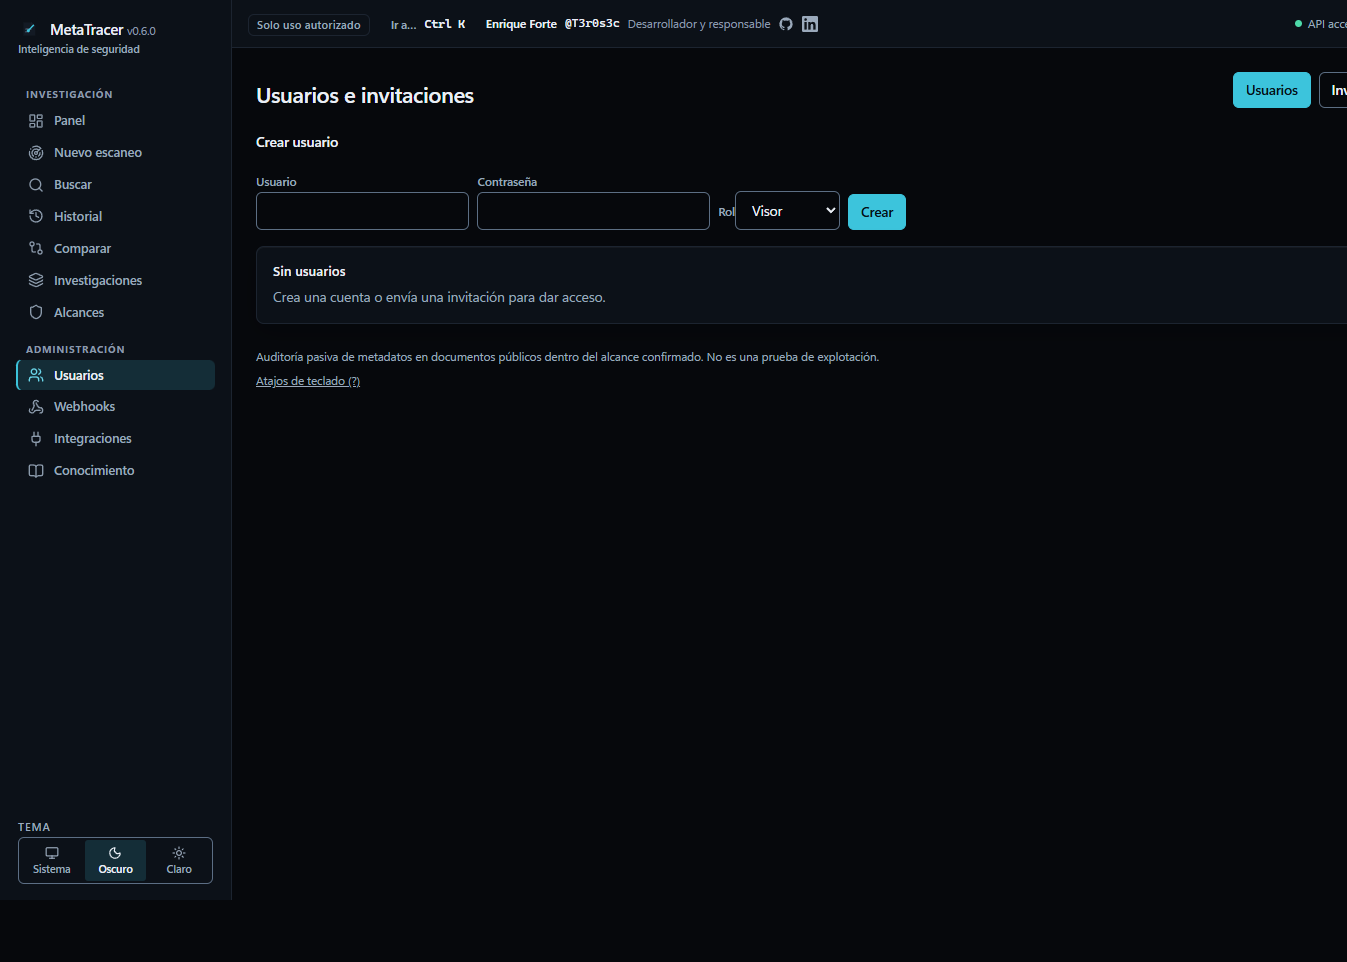 MetaTracer v0.6.0
Inteligencia de seguridad
INVESTIGACIÓN
Panel
Nuevo escaneo
Buscar
Historial
Comparar
Investigaciones
Alcances
ADMINISTRACIÓN
Usuarios
Webhooks
Integraciones
Conocimiento
TEMA
Sistema
Oscuro
Claro
Solo uso autorizado Ir a... Ctrl K Enrique Forte @T3r0s3c Desarrollador y responsable API acce
Usuarios e invitaciones
Usuarios Inv
Crear usuario
Usuario Contraseña
Rol Visor Crear
Sin usuarios
Crea una cuenta o envía una invitación para dar acceso.
Auditoría pasiva de metadatos en documentos públicos dentro del alcance confirmado. No es una prueba de explotación.
Atajos de teclado (?)